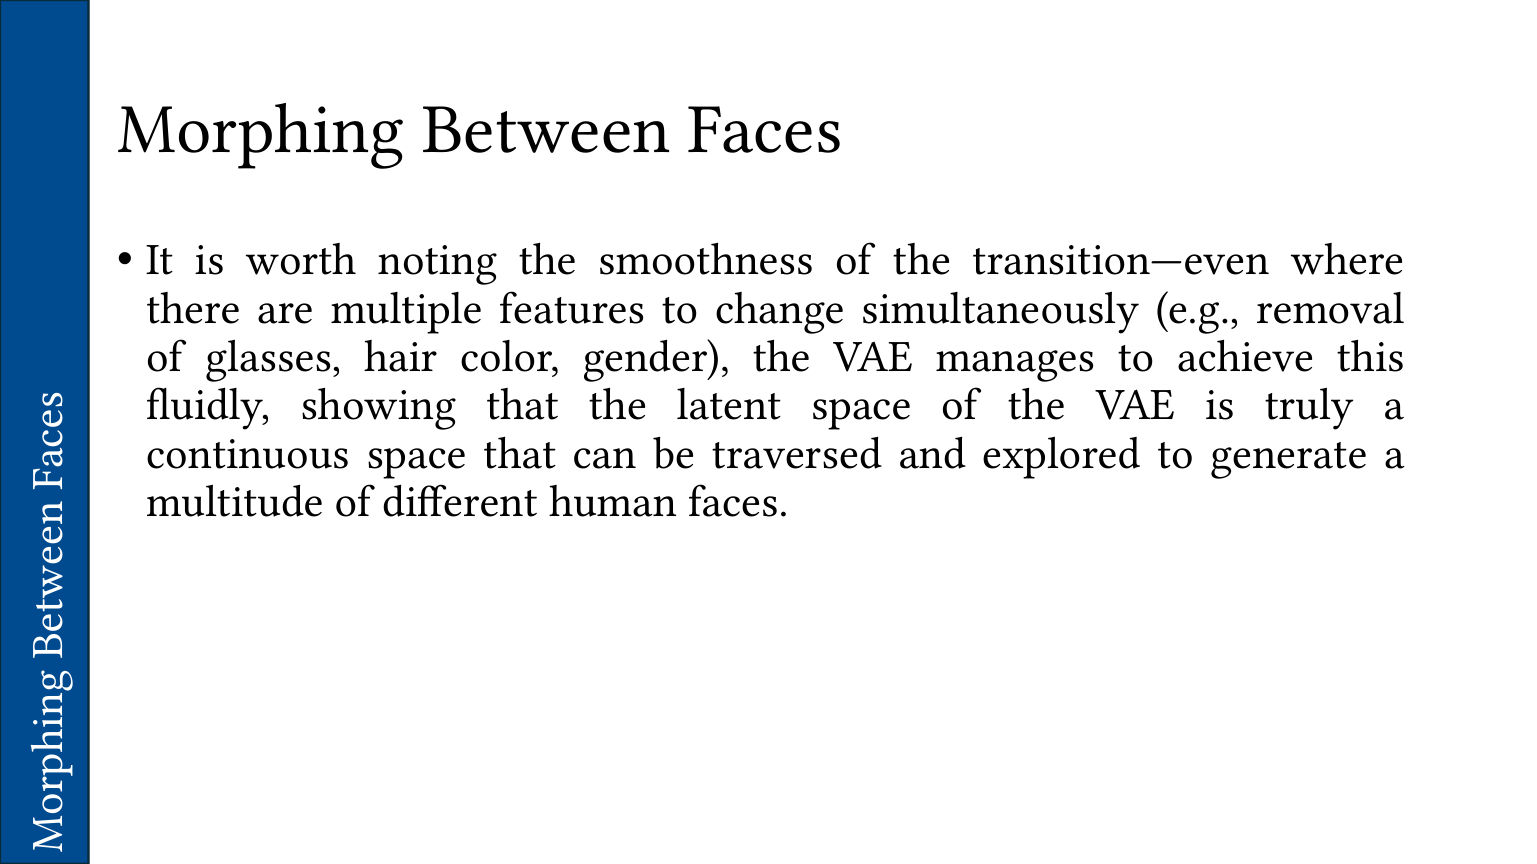 Morphing Between Faces
Morphing Between Faces
• It is worth noting the smoothness of the transition—even where
there are multiple features to change simultaneously (e.g., removal
of glasses, hair color, gender), the VAE manages to achieve this
fluidly, showing that the latent space of the VAE is truly a
continuous space that can be traversed and explored to generate a
multitude of different human faces.